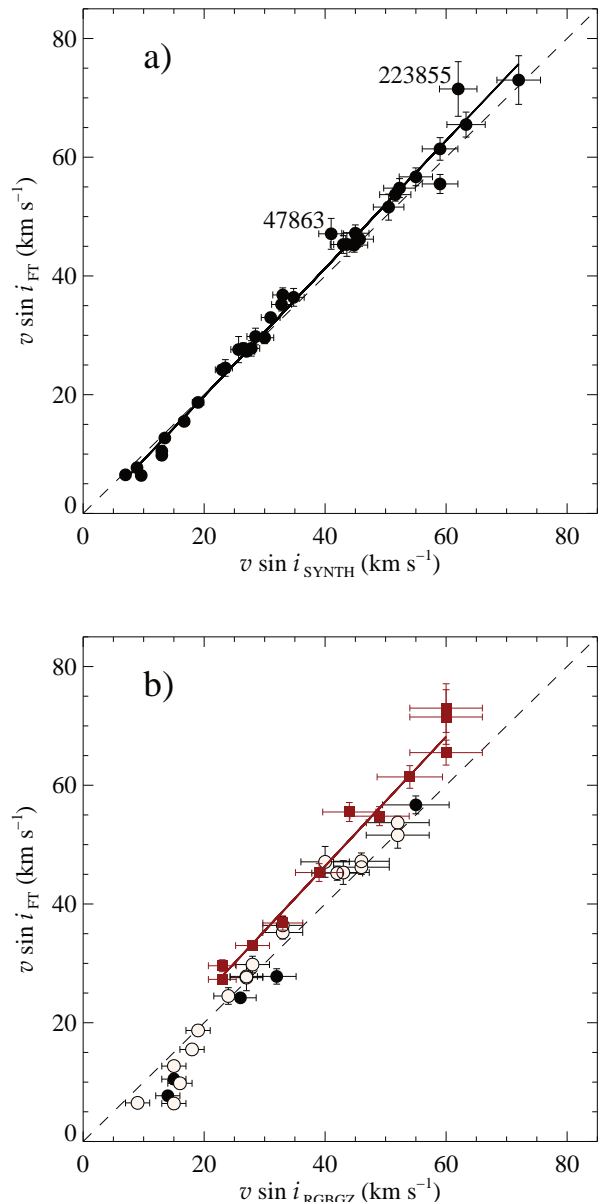 a)
80
60
40
20
0
223855
47863
v sin i FT (km s⁻¹)
0 20 40 60 80
v sin i SYNTH (km s⁻¹)
b)
80
60
40
20
0
v sin i FT (km s⁻¹)
0 20 40 60 80
v sin i RGBGZ (km s⁻¹)